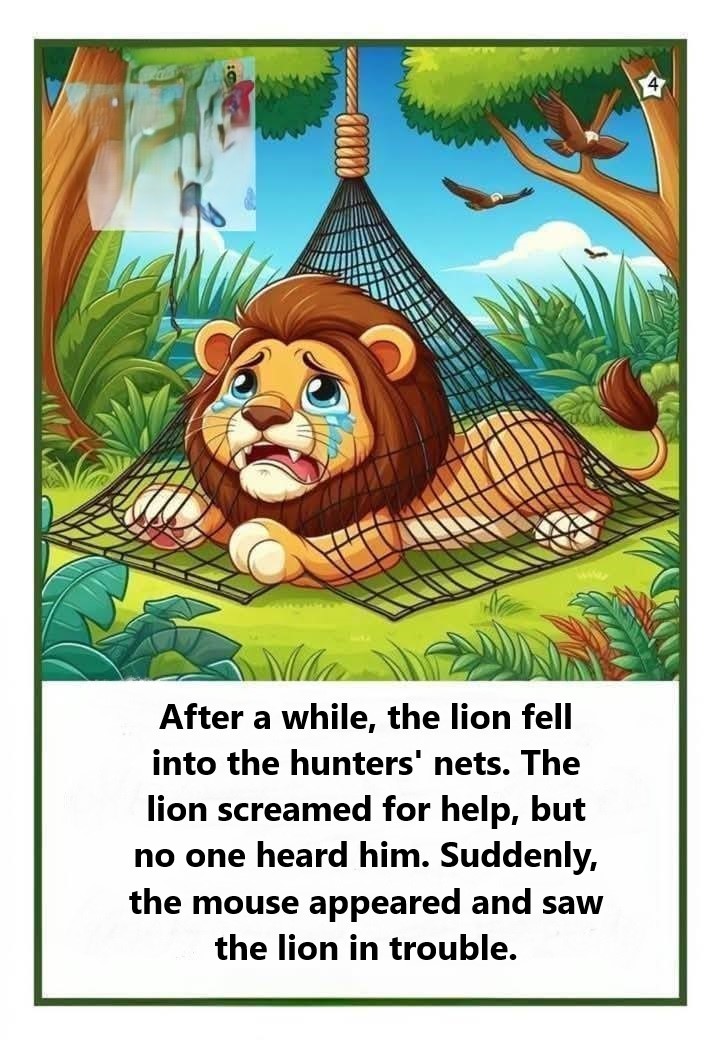 4
After a while, the lion fell
into the hunters' nets. The
lion screamed for help, but
no one heard him. Suddenly,
the mouse appeared and saw
the lion in trouble.